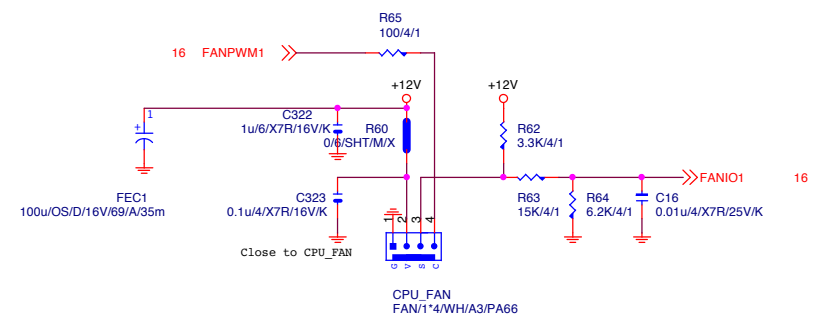 R65
100/4/1
16 FANPWM1
+12V
+12V
1
+
C322
1u/6/X7R/16V/K
R60
0/6/SHT/M/X
R62
3.3K/4/1
FANIO1 16
FEC1
100u/OS/D/16V/69/A/35m
C323
0.1u/4/X7R/16V/K
R63
15K/4/1
R64
6.2K/4/1
C16
0.01u/4/X7R/25V/K
1 2 3 4
Close to CPU_FAN
G V S C
CPU_FAN
FAN/1*4/WH/A3/PA66